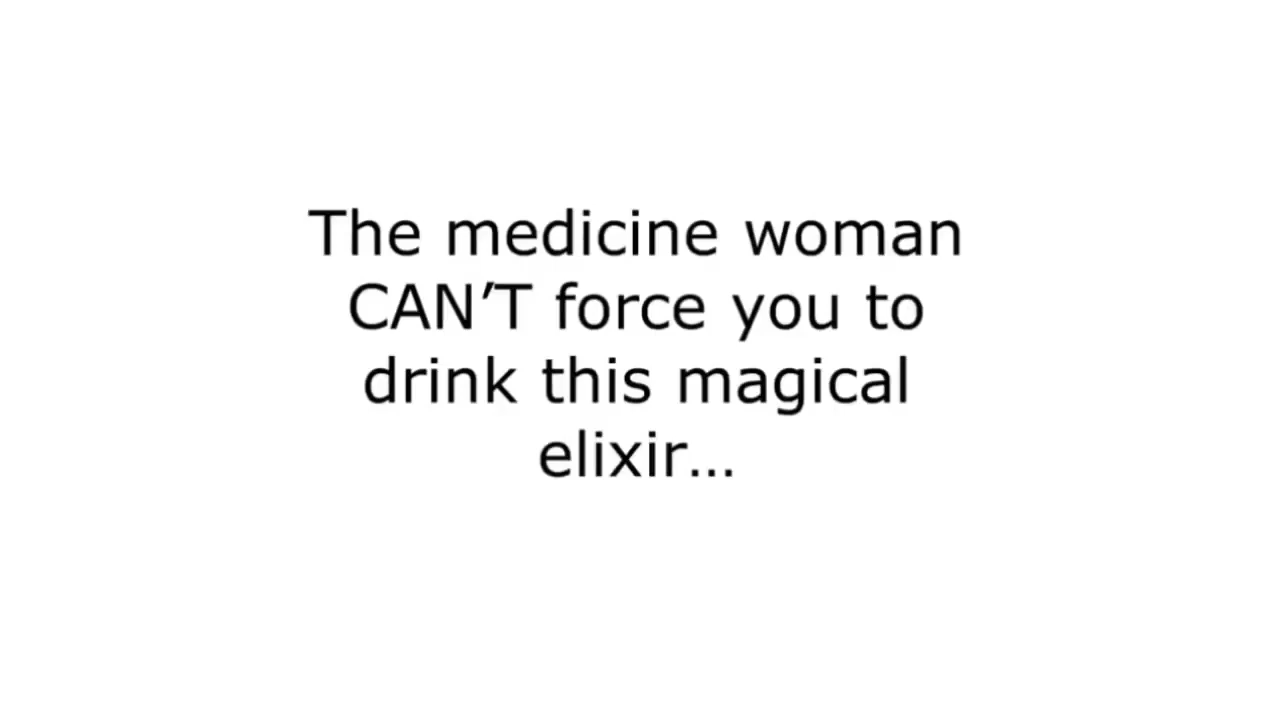 The medicine woman
CAN’T force you to
drink this magical
elixir…